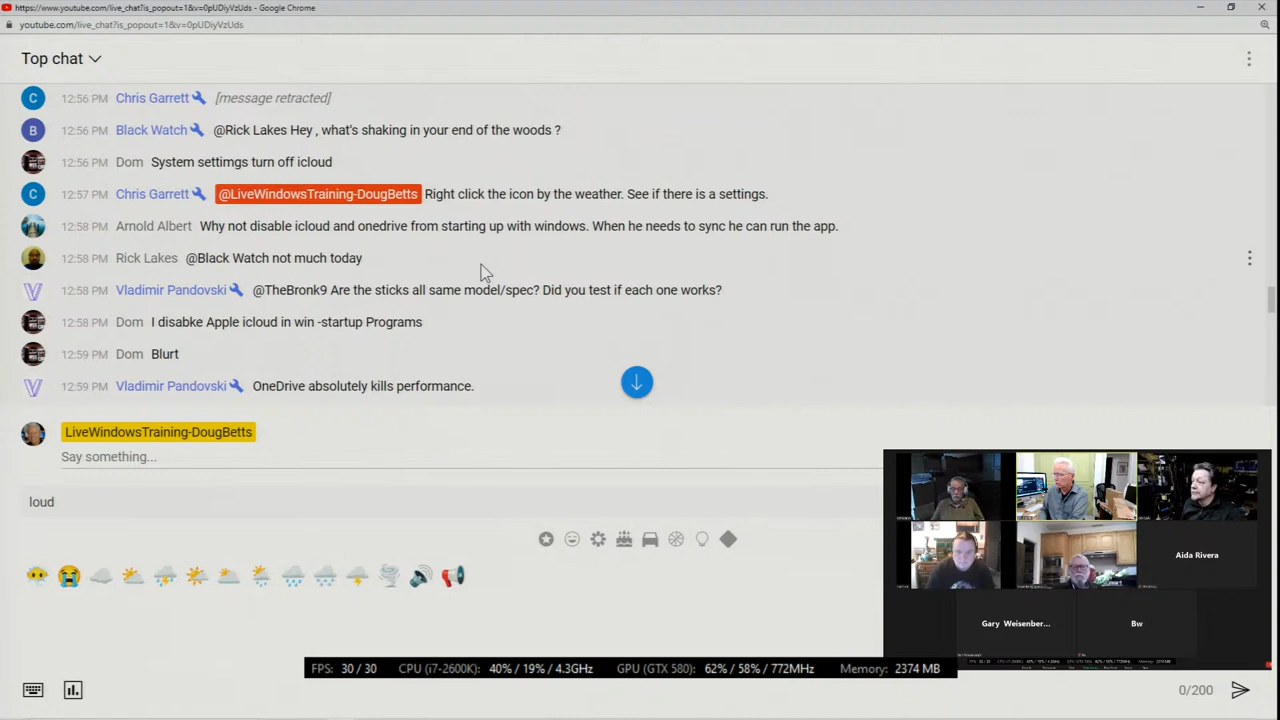 https://www.youtube.com/live_chat?is_popout=1&v=0pUDiyVzUds - Google Chrome
youtube.com/live_chat?is_popout=1&v=0pUDiyVzUds
Top chat
12:56 PM Chris Garrett [message retracted]
12:56 PM Black Watch @Rick Lakes Hey , what's shaking in your end of the woods ?
12:56 PM Dom System settimgs turn off icloud
12:57 PM Chris Garrett @LiveWindowsTraining-DougBetts Right click the icon by the weather. See if there is a settings.
12:58 PM Arnold Albert Why not disable icloud and onedrive from starting up with windows. When he needs to sync he can run the app.
12:58 PM Rick Lakes @Black Watch not much today
12:58 PM Vladimir Pandovski @TheBronk9 Are the sticks all same model/spec? Did you test if each one works?
12:58 PM Dom I disabke Apple icloud in win -startup Programs
12:59 PM Dom Blurt
12:59 PM Vladimir Pandovski OneDrive absolutely kills performance.
LiveWindowsTraining-DougBetts
Say something...
loud
Aida Rivera
Gary Weisenber...
Bw
FPS: 30 / 30 CPU (i7-2600K): 40% / 19% / 4.3GHz GPU (GTX 580): 62% / 58% / 772MHz Memory: 2374 MB
0/200